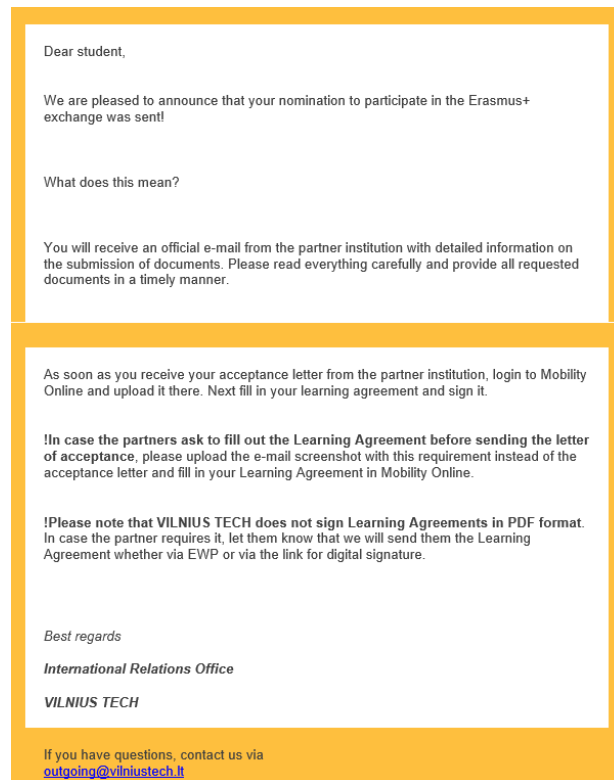 Dear student,
We are pleased to announce that your nomination to participate in the Erasmus+
exchange was sent!
What does this mean?
You will receive an official e-mail from the partner institution with detailed information on
the submission of documents. Please read everything carefully and provide all requested
documents in a timely manner.
As soon as you receive your acceptance letter from the partner institution, login to Mobility
Online and upload it there. Next fill in your learning agreement and sign it.
!In case the partners ask to fill out the Learning Agreement before sending the letter
of acceptance, please upload the e-mail screenshot with this requirement instead of the
acceptance letter and fill in your Learning Agreement in Mobility Online.
!Please note that VILNIUS TECH does not sign Learning Agreements in PDF format.
In case the partner requires it, let them know that we will send them the Learning
Agreement whether via EWP or via the link for digital signature.
Best regards
International Relations Office
VILNIUS TECH
If you have questions, contact us via
outgoing@vilniustech.lt